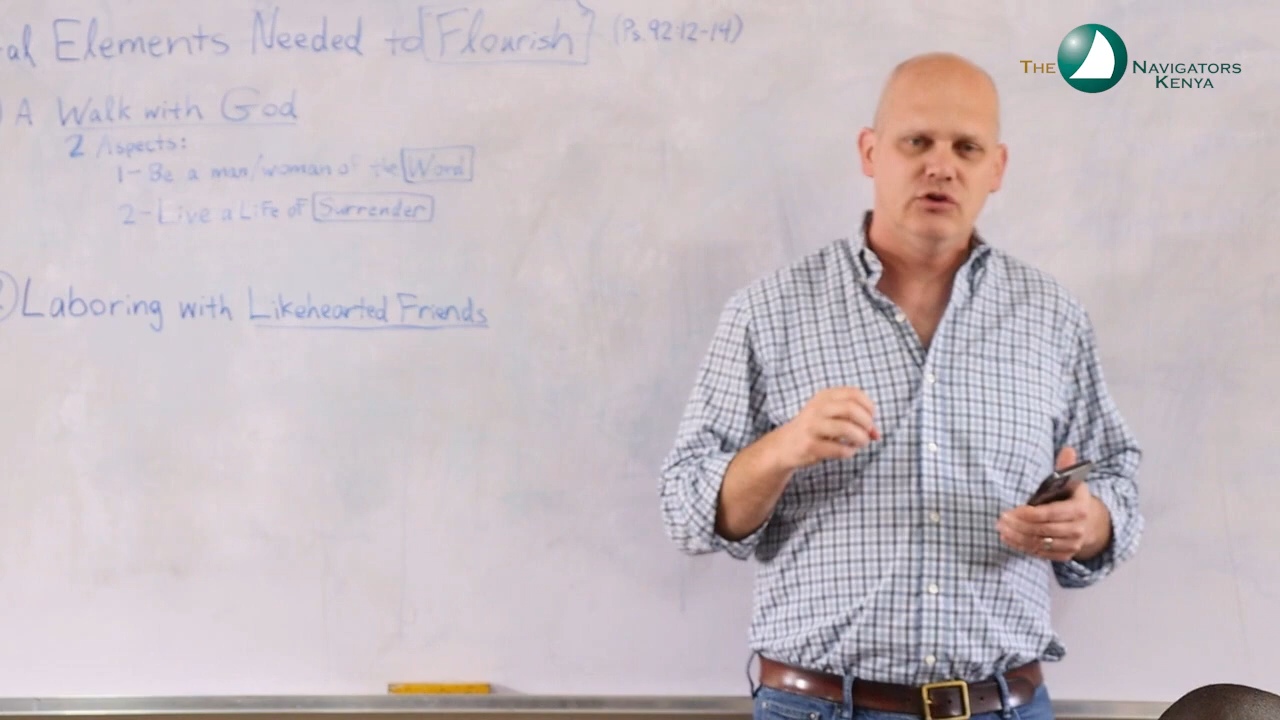 al Elements Needed to Flourish (Ps. 92:12-14)
) A Walk with God
2 Aspects:
1- Be a man/woman of the Word
2- Live a Life of Surrender
Laboring with Likehearted Friends
THE NAVIGATORS
KENYA